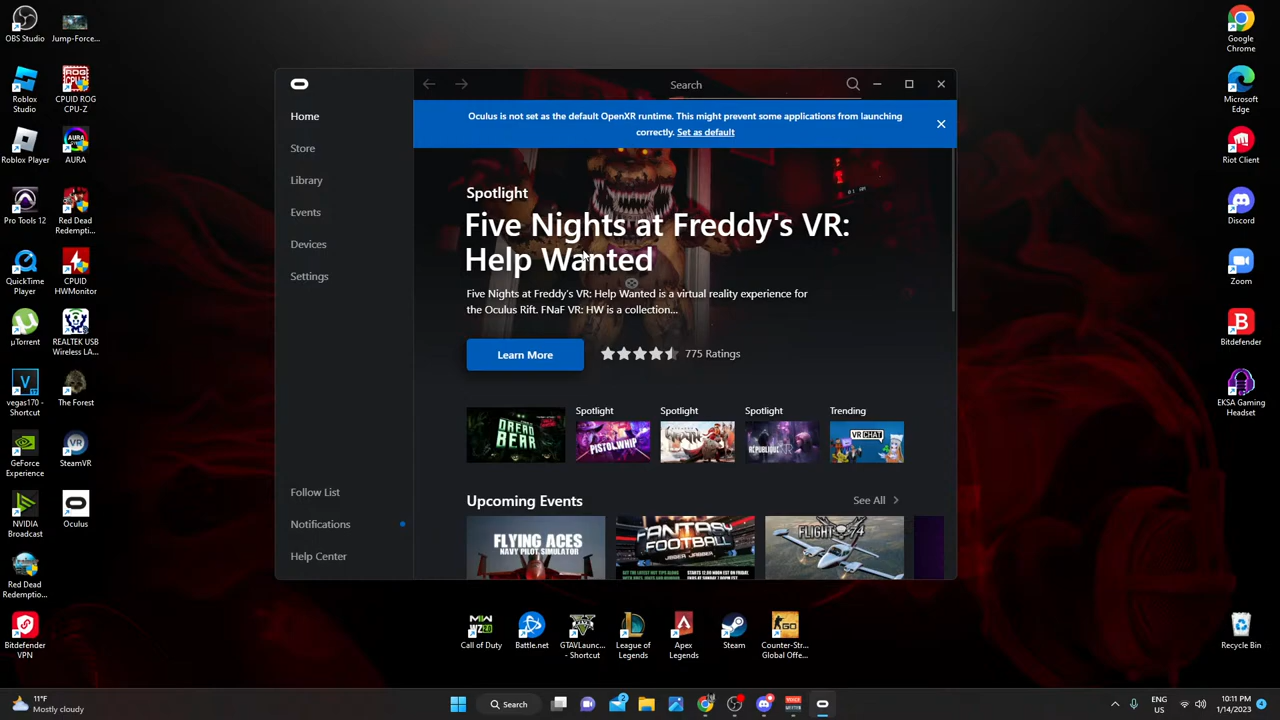 OBS Studio
Jump-Force...
Roblox
Studio
CPUID ROG
CPU-Z
Roblox Player
AURA
Pro Tools 12
Red Dead
Redempti...
QuickTime
Player
CPUID
HWMonitor
µTorrent
REALTEK USB
Wireless LA...
vegas170 -
Shortcut
The Forest
GeForce
Experience
SteamVR
NVIDIA
Broadcast
Oculus
Red Dead
Redemptio...
Bitdefender
VPN
Home
Store
Library
Events
Devices
Settings
Follow List
Notifications
Help Center
Search
Oculus is not set as the default OpenXR runtime. This might prevent some applications from launching
correctly. Set as default
Spotlight
Five Nights at Freddy's VR:
Help Wanted
Five Nights at Freddy's VR: Help Wanted is a virtual reality experience for
the Oculus Rift. FNaF VR: HW is a collection...
Learn More
775 Ratings
DREAD
BEAR
Spotlight
PISTOLWHIP
Spotlight
Spotlight
Trending
VRCHAT
Upcoming Events
See All
FLYING ACES
NAVY PILOT SIMULATOR
FANTASY
FOOTBALL
FLIGHT 74
Call of Duty
Battle.net
GTAVLaunc...
- Shortcut
League of
Legends
Apex
Legends
Steam
Counter-Str...
Global Offe...
Google
Chrome
Microsoft
Edge
Riot Client
Discord
Zoom
Bitdefender
EKSA Gaming
Headset
Recycle Bin
11°F
Mostly cloudy
Search
ENG
US
10:11 PM
1/14/2023